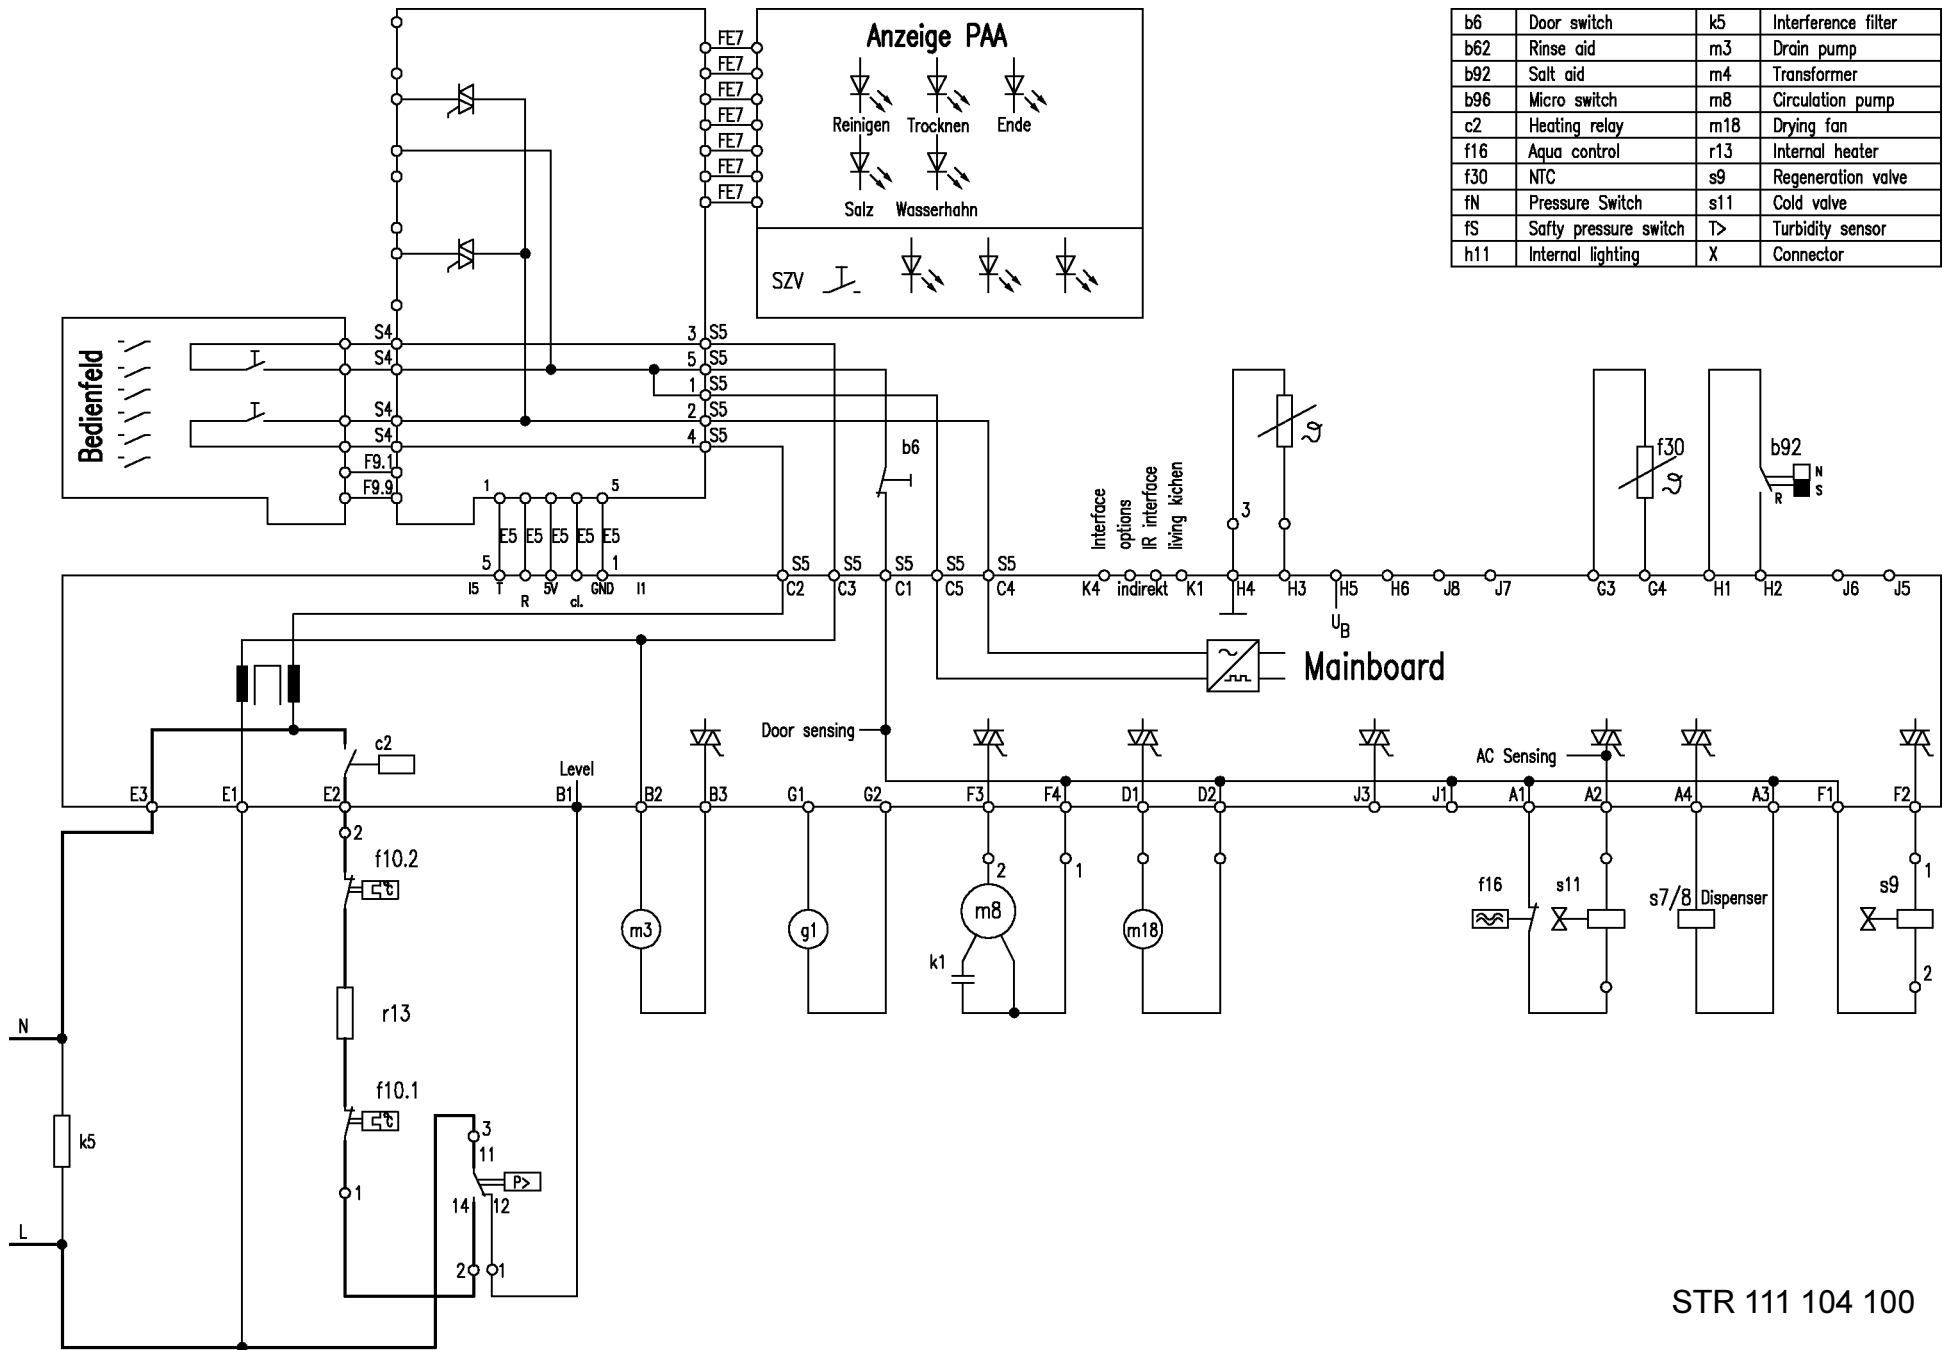 Anzeige PAA
FE7
FE7
FE7
FE7
FE7
FE7
FE7
Reinigen Trocknen Ende
Salz Wasserhahn
SZV
b6 Door switch k5 Interference filter
b62 Rinse aid m3 Drain pump
b92 Salt aid m4 Transformer
b96 Micro switch m8 Circulation pump
c2 Heating relay m18 Drying fan
f16 Aqua control r13 Internal heater
f30 NTC s9 Regeneration valve
fN Pressure Switch s11 Cold valve
fS Safty pressure switch T> Turbidity sensor
h11 Internal lighting X Connector
Bedienfeld
S4 3 S5
S4 5 S5
1 S5
S4 2 S5
S4 4 S5
F9.1
F9.9
b6
1 5
E5 E5 E5 E5 E5
5 1
I5 T R 5V cl. GND I1
S5 S5 S5 S5 S5
C2 C3 C1 C5 C4
Interface
options
IR interface
living kichen
K4 indirekt K1
3
ϑ
H4 H3 H5 H6 J8 J7
UB
f30
ϑ
b92
N
S
R
G3 G4 H1 H2 J6 J5
Mainboard
Door sensing
AC Sensing
c2
Level
E3 E1 E2 B1 B2 B3 G1 G2 F3 F4 D1 D2 J3 J1 A1 A2 A4 A3 F1 F2
2
f10.2
°C
m3
g1
2 1
m8
k1
m18
f16 s11
s7/8 Dispenser
s9
1
2
r13
N
k5
L
f10.1
°C
1
3
11
P>
14 12
2 1
STR 111 104 100